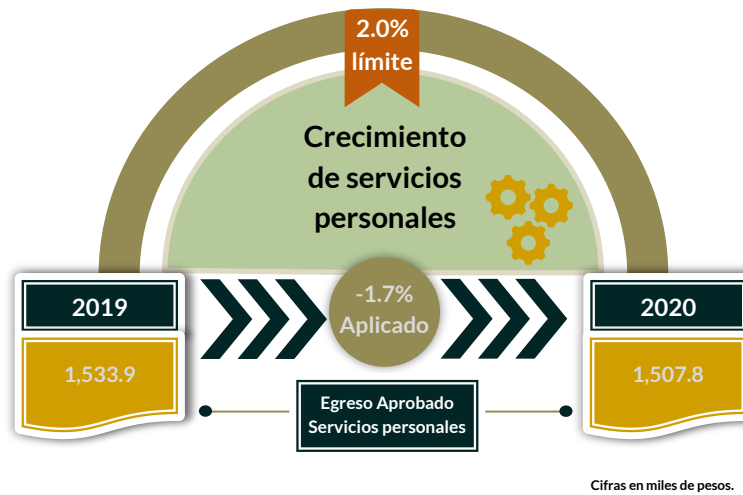 2.0%
límite
Crecimiento
de servicios
personales
2019
-1.7%
Aplicado
2020
1,533.9
1,507.8
Egreso Aprobado
Servicios personales
Cifras en miles de pesos.